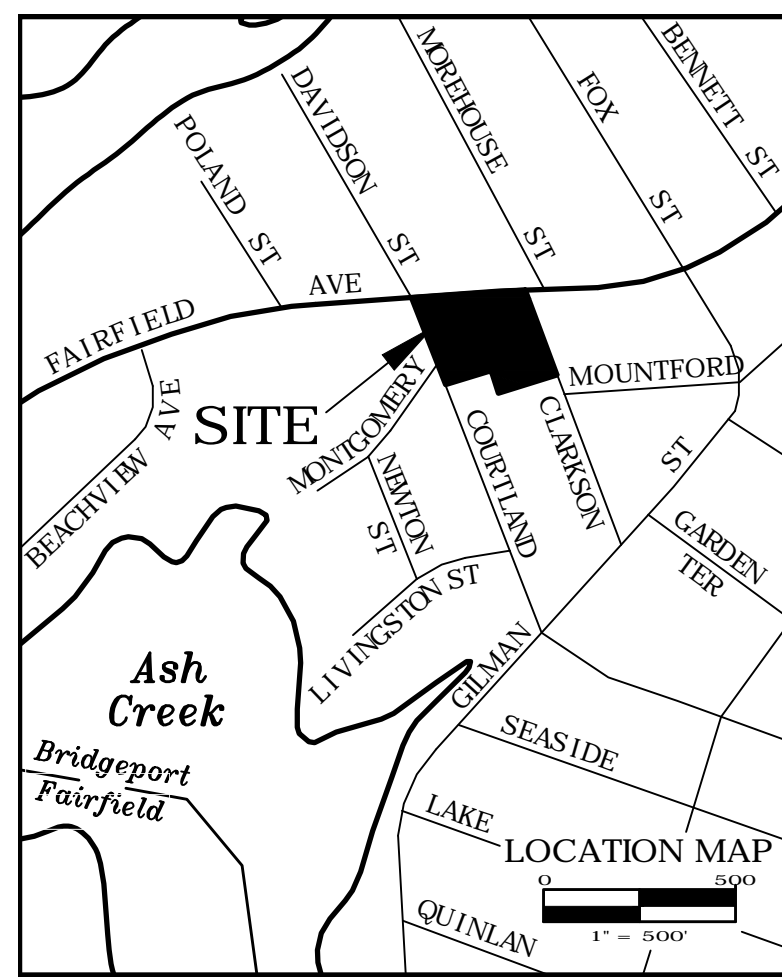 BENNETT ST
FOX ST
MOREHOUSE ST
DAVIDSON ST
POLAND ST
FAIRFIELD AVE
BEACHVIEW AVE
SITE
MONTGOMERY
MOUNTFORD
CLARKSON
COURTLAND
NEWTON ST
LIVINGSTON ST
GILMAN ST
GARDEN TER
Ash
Creek
Bridgeport
Fairfield
SEASIDE
LAKE
QUINLAN
LOCATION MAP
0 500
1" = 500'